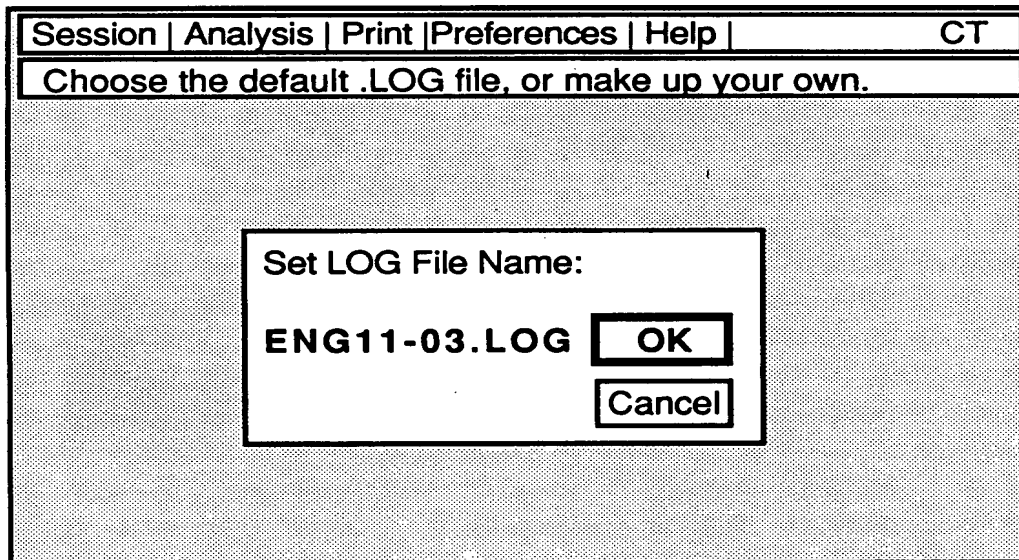 Session | Analysis | Print |Preferences | Help | CT
Choose the default .LOG file, or make up your own.
Set LOG File Name:
ENG11-03.LOG OK
Cancel